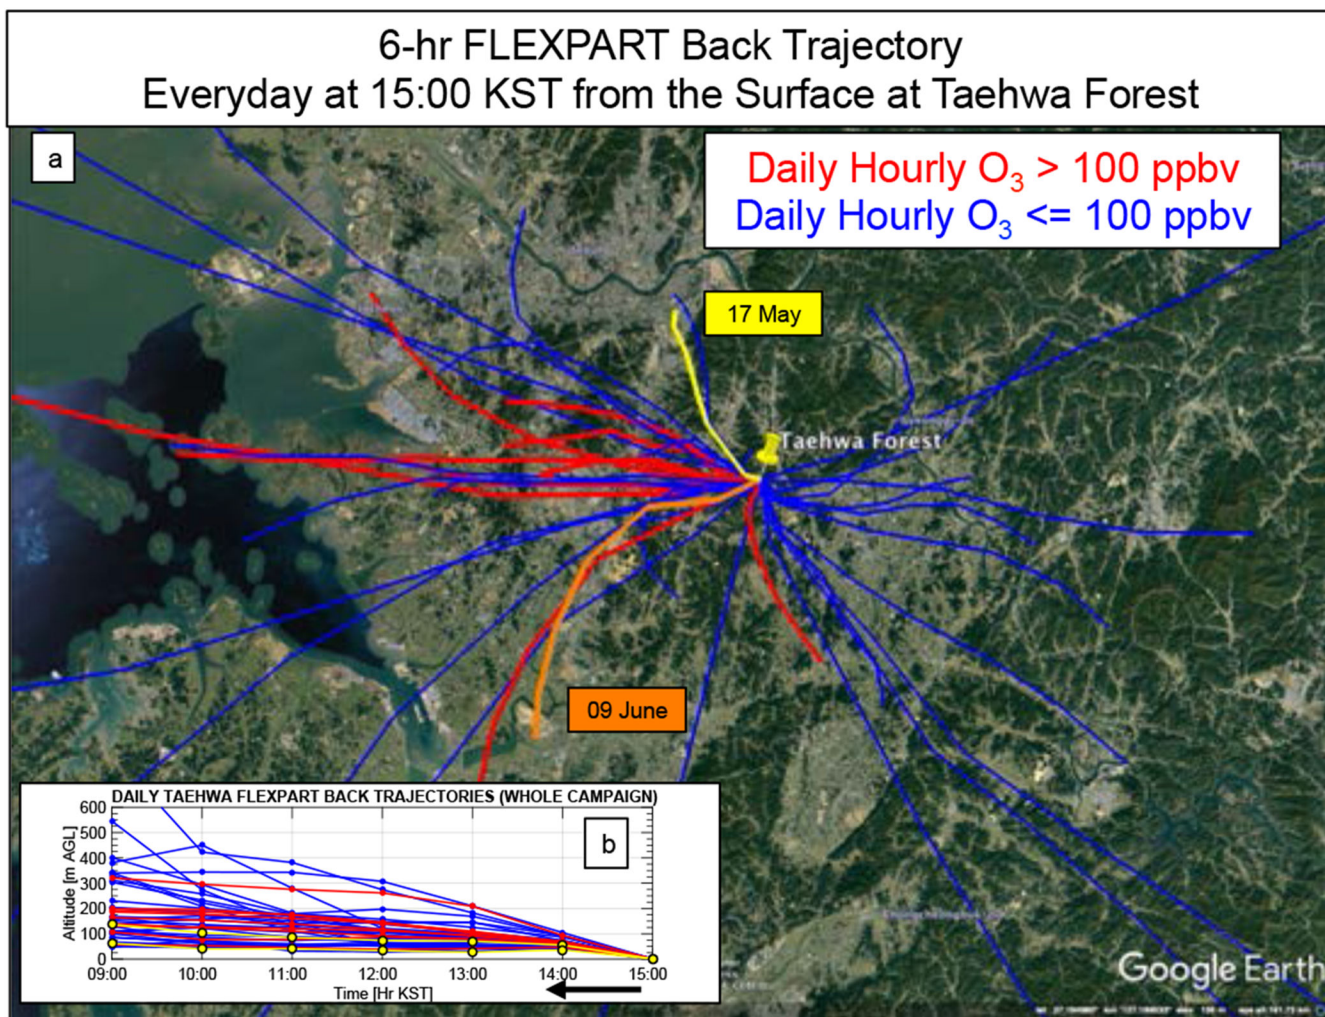 6-hr FLEXPART Back Trajectory
Everyday at 15:00 KST from the Surface at Taehwa Forest
a
Daily Hourly O₃ > 100 ppbv
Daily Hourly O₃ <= 100 ppbv
17 May
Taehwa Forest
09 June
DAILY TAEHWA FLEXPART BACK TRAJECTORIES (WHOLE CAMPAIGN)
b
Altitude [m AGL]
600
500
400
300
200
100
0
09:00 10:00 11:00 12:00 13:00 14:00 15:00
Time [Hr KST]
Google Earth